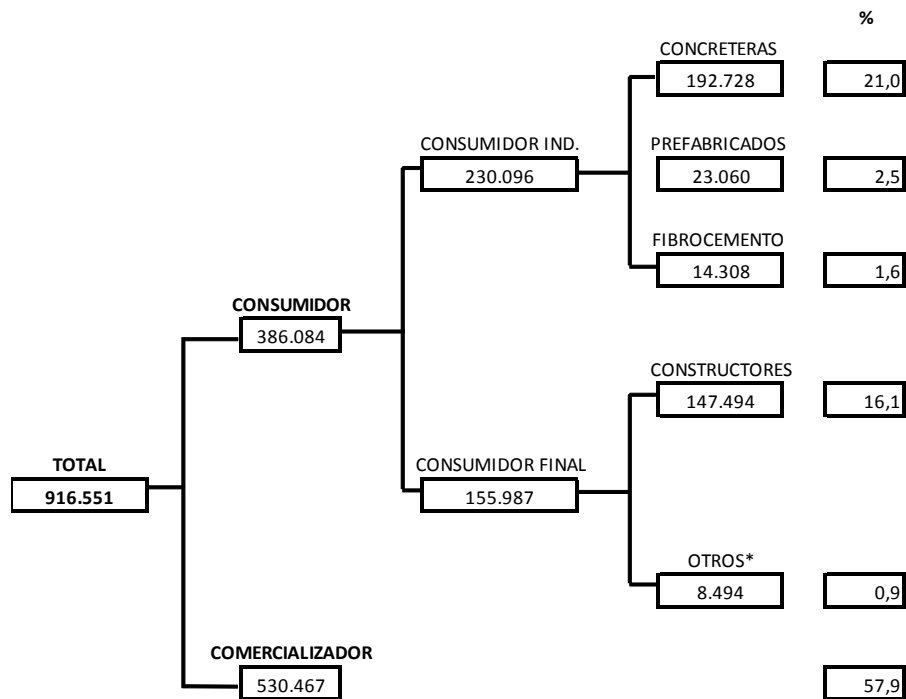 %
CONCRETERAS
192.728 21,0
CONSUMIDOR IND.
230.096
PREFABRICADOS
23.060 2,5
FIBROCEMENTO
14.308 1,6
CONSUMIDOR
386.084
CONSTRUCTORES
147.494 16,1
TOTAL
916.551
CONSUMIDOR FINAL
155.987
OTROS*
8.494 0,9
COMERCIALIZADOR
530.467 57,9